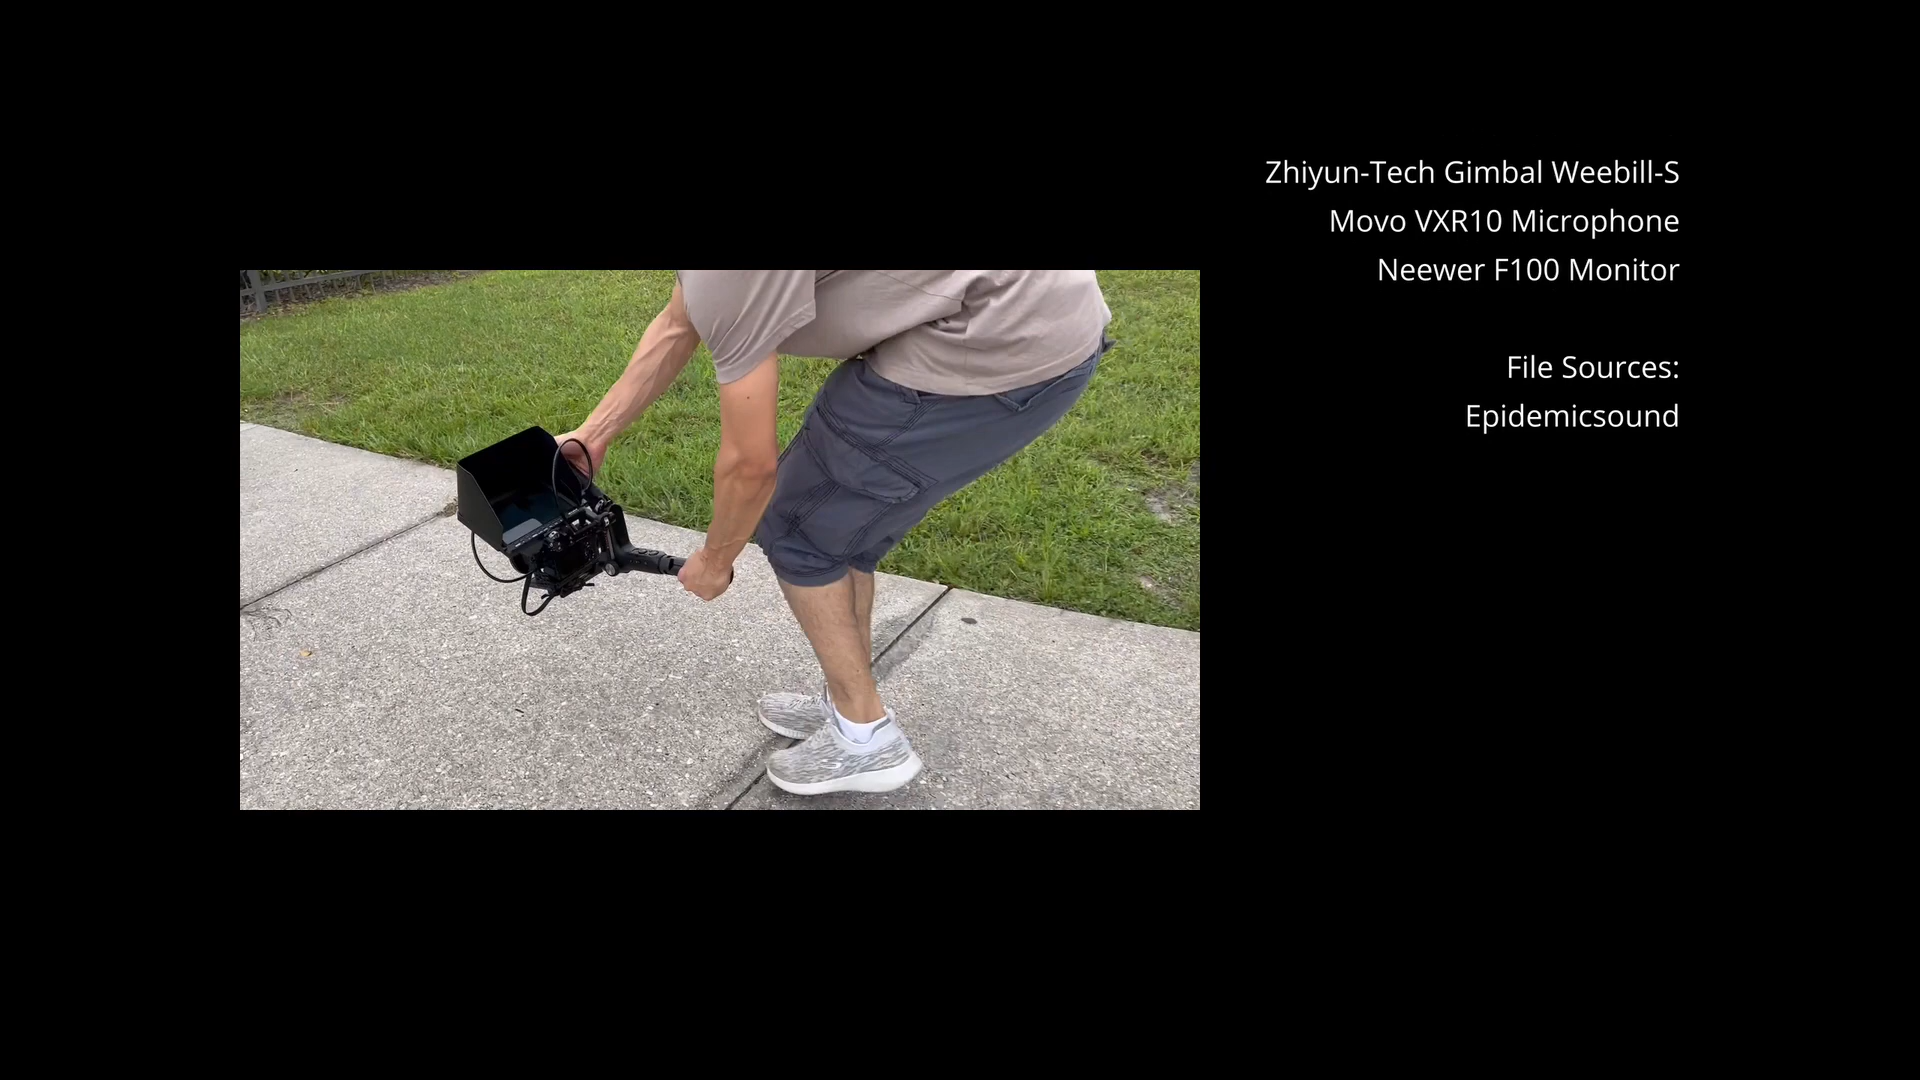 Zhiyun-Tech Gimbal Weebill-S
Movo VXR10 Microphone
Neewer F100 Monitor
File Sources:
Epidemicsound